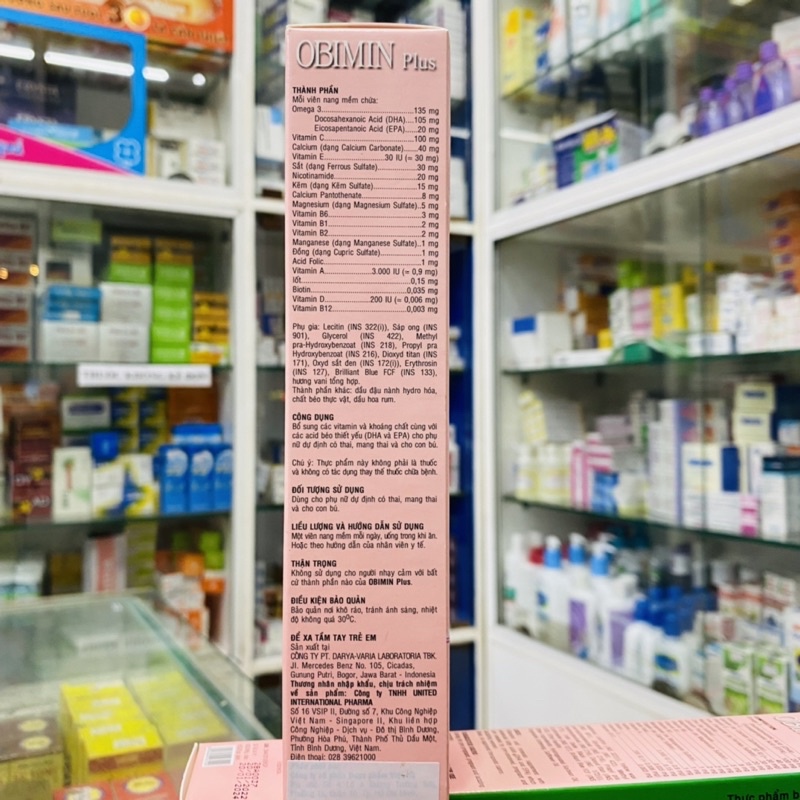 OBIMIN Plus
THÀNH PHẦN
Mỗi viên nang mềm chứa:
Omega 3..................................135 mg
Docosahexanoic Acid (DHA)....105 mg
Eicosapentanoic Acid (EPA)......20 mg
Vitamin C.................................100 mg
Calcium (dạng Calcium Carbonate)......40 mg
Vitamin E.........................30 IU (≈ 30 mg)
Sắt (dạng Ferrous Sulfate)................30 mg
Nicotinamide..............................20 mg
Kẽm (dạng Kẽm Sulfate)...................15 mg
Calcium Pantothenate......................8 mg
Magnesium (dạng Magnesium Sulfate)..5 mg
Vitamin B6.................................3 mg
Vitamin B1.................................2 mg
Vitamin B2.................................2 mg
Manganese (dạng Manganese Sulfate)..1 mg
Đồng (dạng Cupric Sulfate)................1 mg
Acid Folic..................................1 mg
Vitamin A......................3.000 IU (≈ 0,9 mg)
Iốt.......................................0,15 mg
Biotin..................................0,035 mg
Vitamin D....................200 IU (≈ 0,006 mg)
Vitamin B12............................0,003 mg
Phụ gia: Lecitin (INS 322(i)), Sáp ong (INS
901), Glycerol (INS 422), Methyl
pra-Hydroxybenzoat (INS 218), Propyl pra
Hydroxybenzoat (INS 216), Dioxyd titan (INS
171), Oxyd sắt đen (INS 172(i)), Erythrosin
(INS 127), Brilliant Blue FCF (INS 133),
hương vani tổng hợp.
Thành phần khác: dầu đậu nành hydro hóa,
chất béo thực vật, dầu hoa rum.
CÔNG DỤNG
Bổ sung các vitamin và khoáng chất cùng với
các acid béo thiết yếu (DHA và EPA) cho phụ
nữ dự định có thai, mang thai và cho con bú.
Chú ý: Thực phẩm này không phải là thuốc
và không có tác dụng thay thế thuốc chữa bệnh.
ĐỐI TƯỢNG SỬ DỤNG
Dùng cho phụ nữ dự định có thai, mang thai
và cho con bú.
LIỀU LƯỢNG VÀ HƯỚNG DẪN SỬ DỤNG
Một viên nang mềm mỗi ngày, uống trong khi ăn.
Hoặc theo hướng dẫn của nhân viên y tế.
THẬN TRỌNG
Không sử dụng cho người nhạy cảm với bất
cứ thành phần nào của OBIMIN Plus.
ĐIỀU KIỆN BẢO QUẢN
Bảo quản nơi khô ráo, tránh ánh sáng, nhiệt
độ không quá 30ºC.
ĐỂ XA TẦM TAY TRẺ EM
Sản xuất tại
CÔNG TY PT. DARYA-VARIA LABORATORIA TBK.
Jl. Mercedes Benz No. 105, Cicadas,
Gunung Putri, Bogor, Jawa Barat - Indonesia
Thương nhân nhập khẩu, chịu trách nhiệm
về sản phẩm: Công ty TNHH UNITED
INTERNATIONAL PHARMA
Số 16 VSIP II, Đường số 7, Khu Công Nghiệp
Việt Nam - Singapore II, Khu liên hợp
Công Nghiệp - Dịch vụ - Đô thị Bình Dương,
Phường Hòa Phú, Thành Phố Thủ Dầu Một,
Tỉnh Bình Dương, Việt Nam.
Điện thoại: 028 39621000
Thực phẩm b